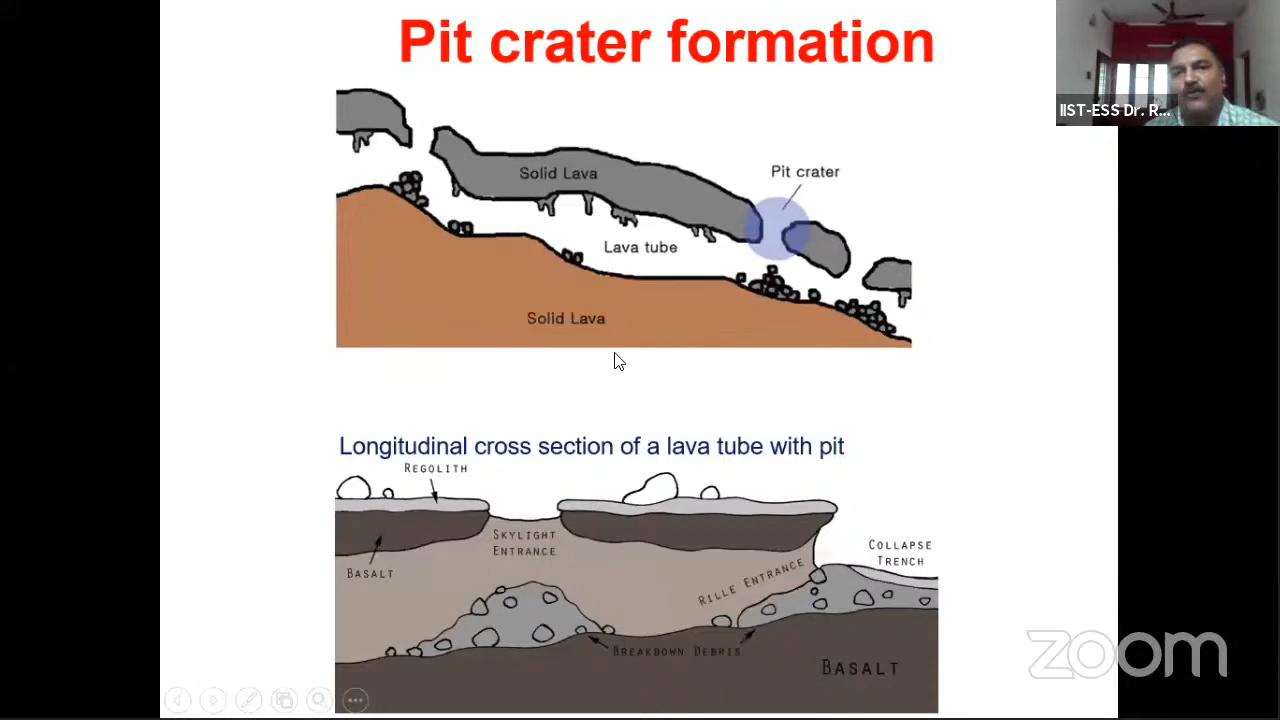 Pit crater formation
IIST-ESS Dr. R...
Solid Lava
Pit crater
Lava tube
Solid Lava
Longitudinal cross section of a lava tube with pit
REGOLITH
SKYLIGHT
ENTRANCE
COLLAPSE
TRENCH
BASALT
RILLE ENTRANCE
BREAKDOWN DEBRIS
BASALT
zoom